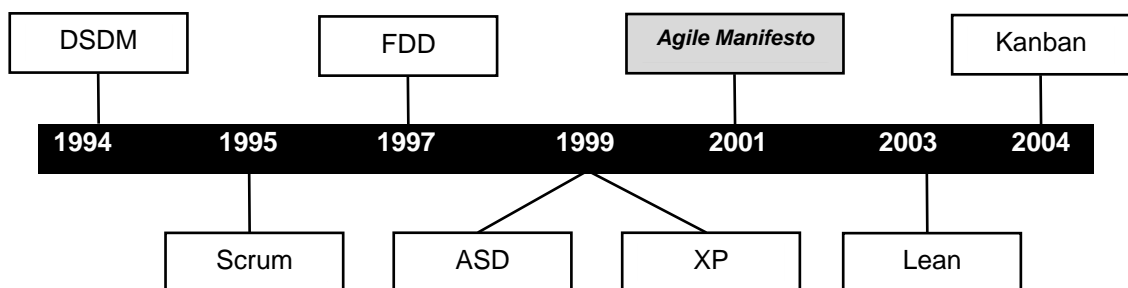 DSDM
FDD
Agile Manifesto
Kanban
1994 1995 1997 1999 2001 2003 2004
Scrum
ASD
XP
Lean